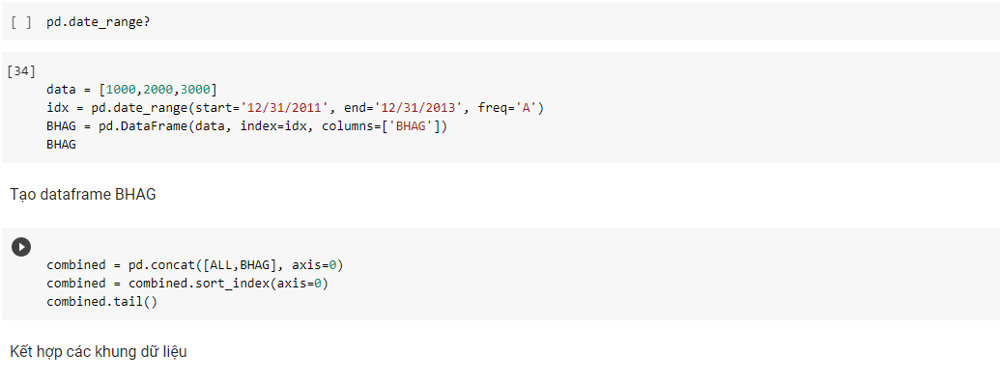 [ ] pd.date_range?
[34]
data = [1000,2000,3000]
idx = pd.date_range(start='12/31/2011', end='12/31/2013', freq='A')
BHAG = pd.DataFrame(data, index=idx, columns=['BHAG'])
BHAG
Tạo dataframe BHAG
combined = pd.concat([ALL,BHAG], axis=0)
combined = combined.sort_index(axis=0)
combined.tail()
Kết hợp các khung dữ liệu